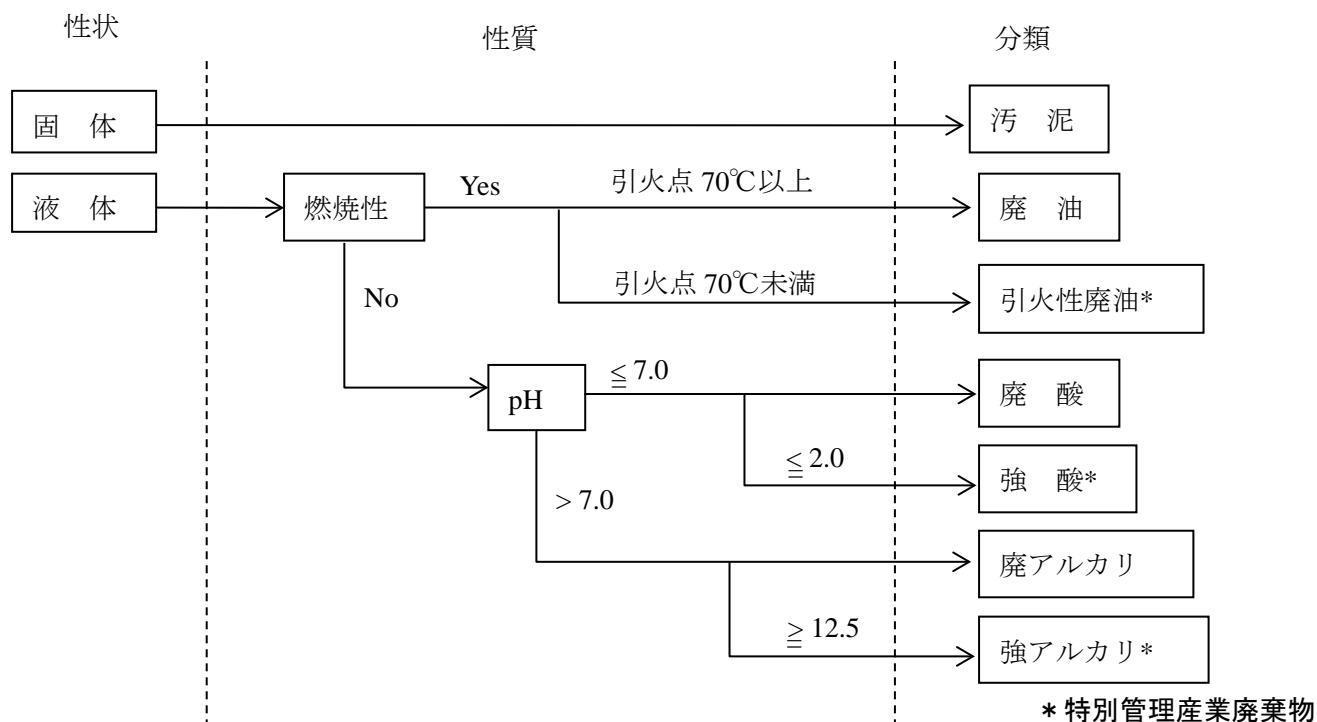 性状
性質
分類
固 体
汚 泥
液 体
燃焼性
Yes
引火点 70℃以上
廃 油
No
引火点 70℃未満
引火性廃油*
pH
≦ 7.0
廃 酸
≦ 2.0
強 酸*
> 7.0
廃アルカリ
≧ 12.5
強アルカリ*
* 特別管理産業廃棄物